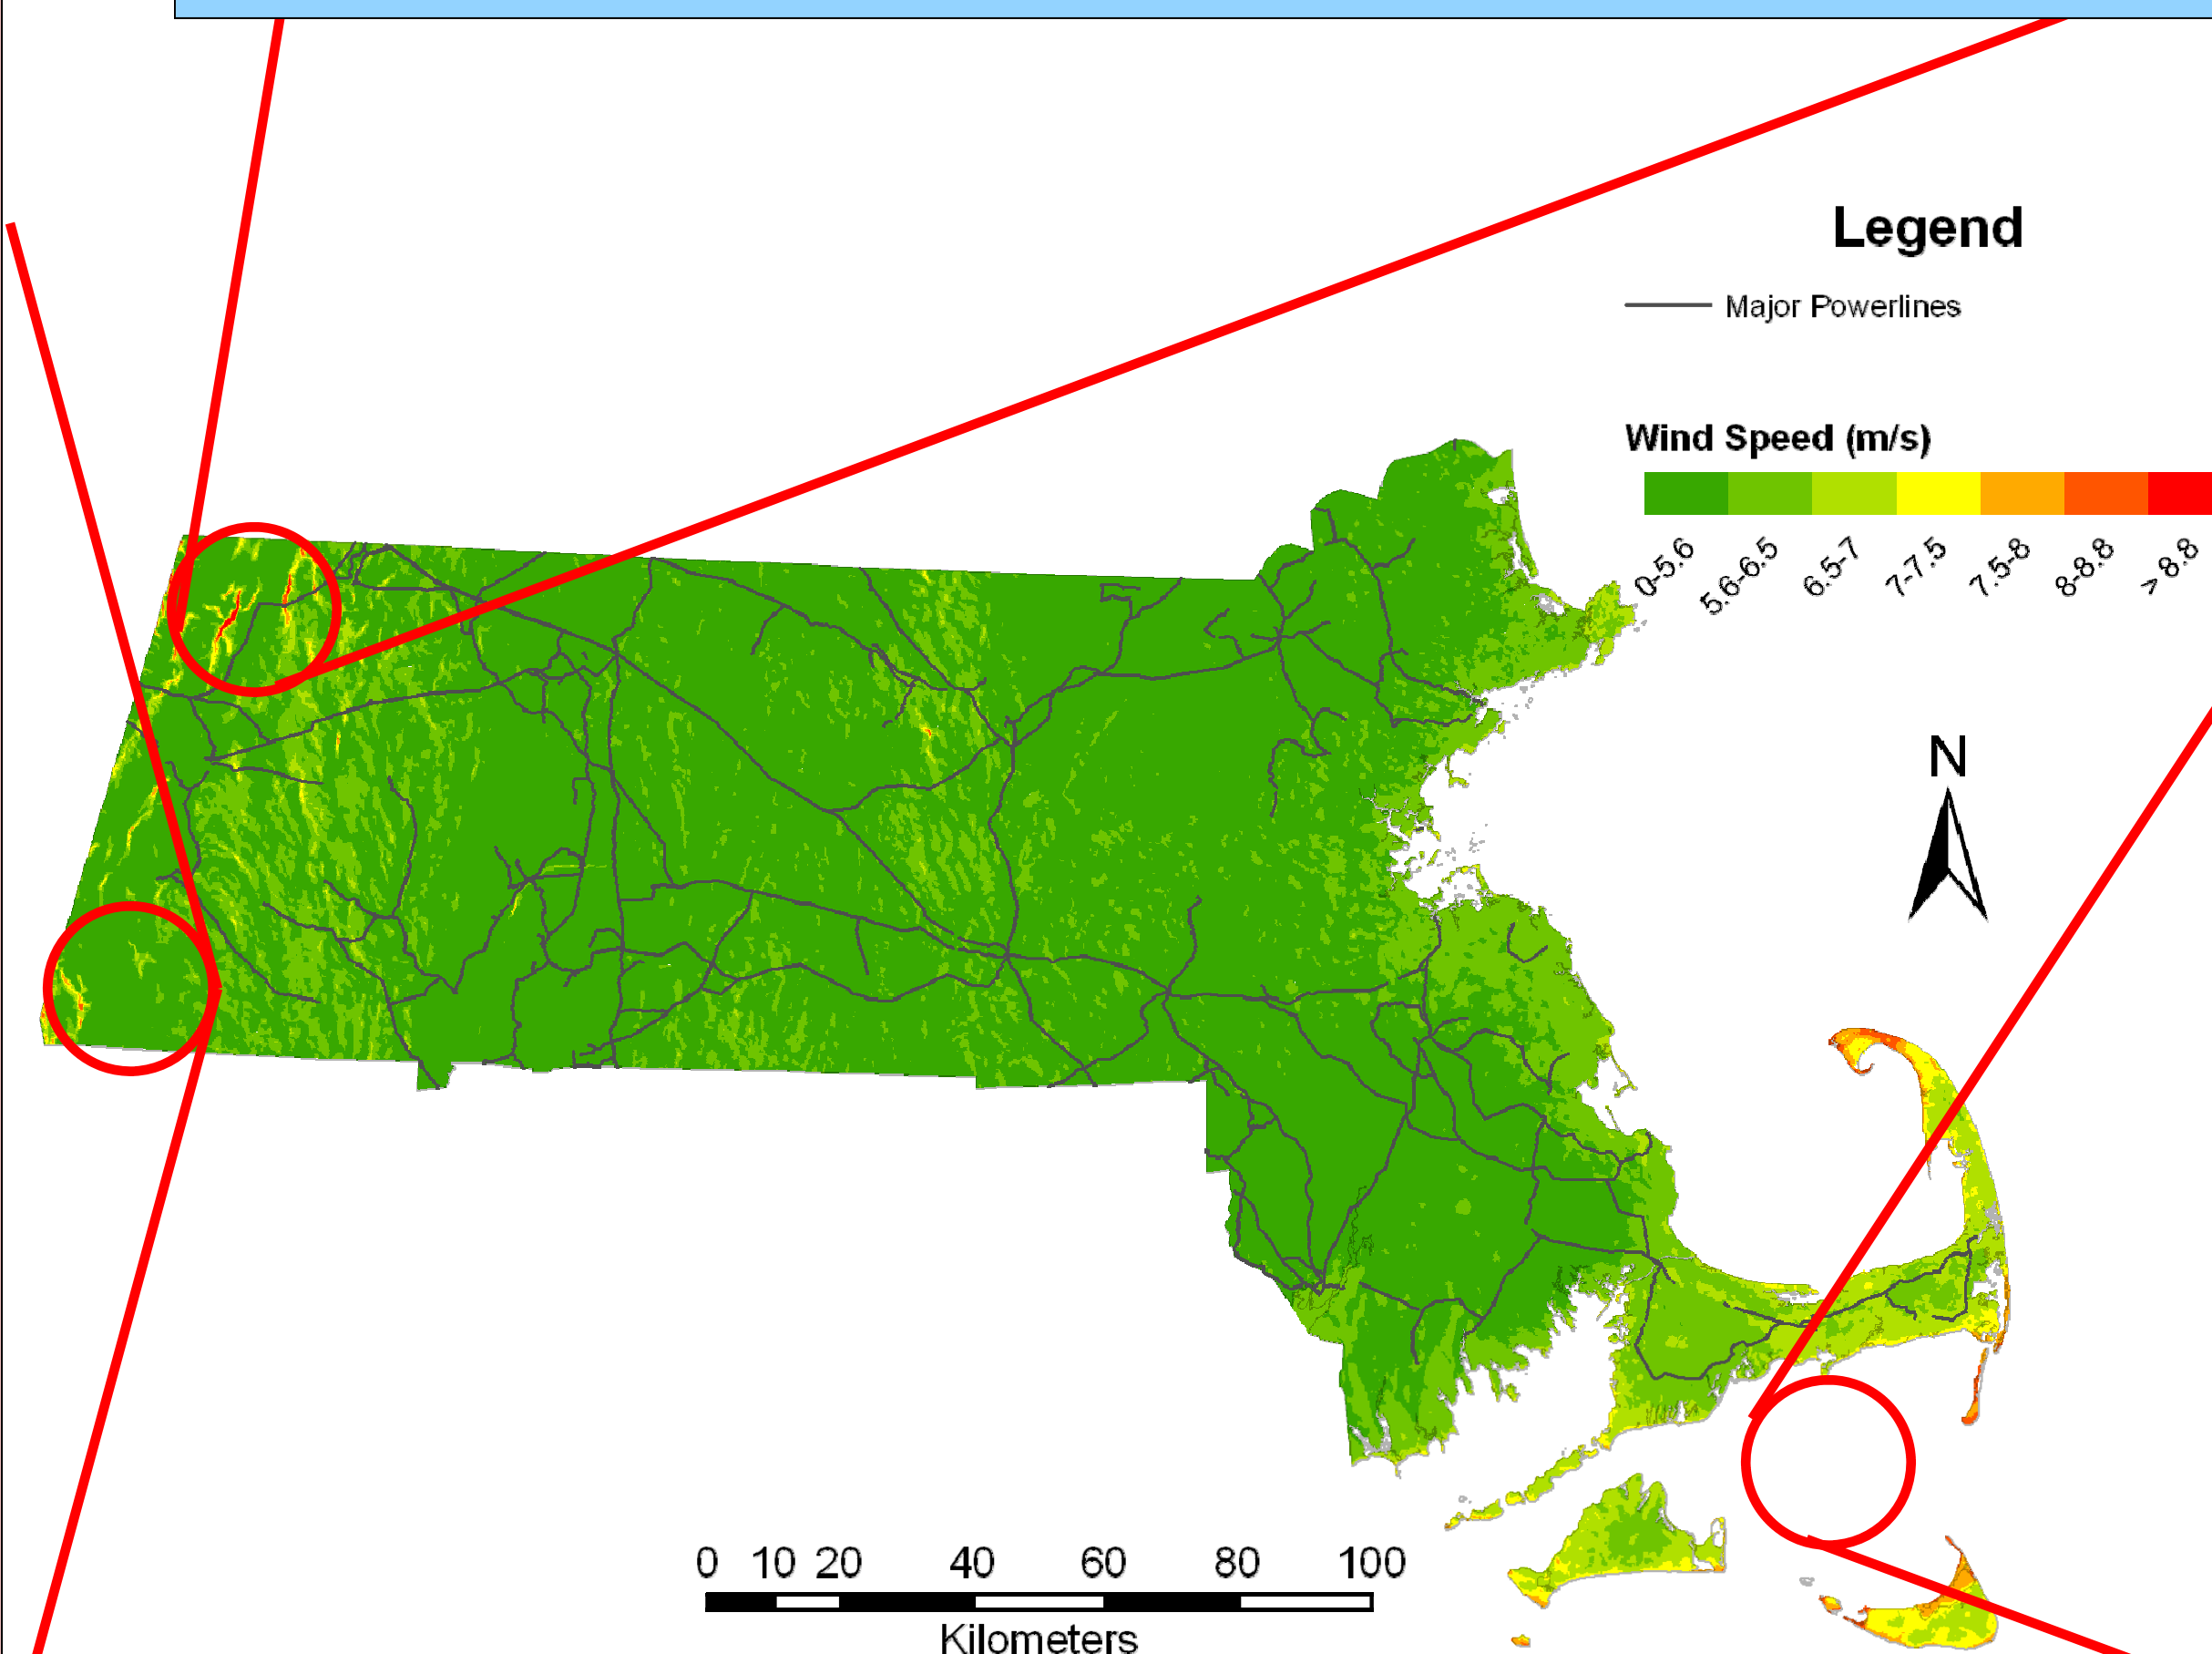 Legend
Major Powerlines
Wind Speed (m/s)
0-5.6
5.6-6.5
6.5-7
7-7.5
7.5-8
8-8.8
> 8.8
N
0 10 20 40 60 80 100
Kilometers